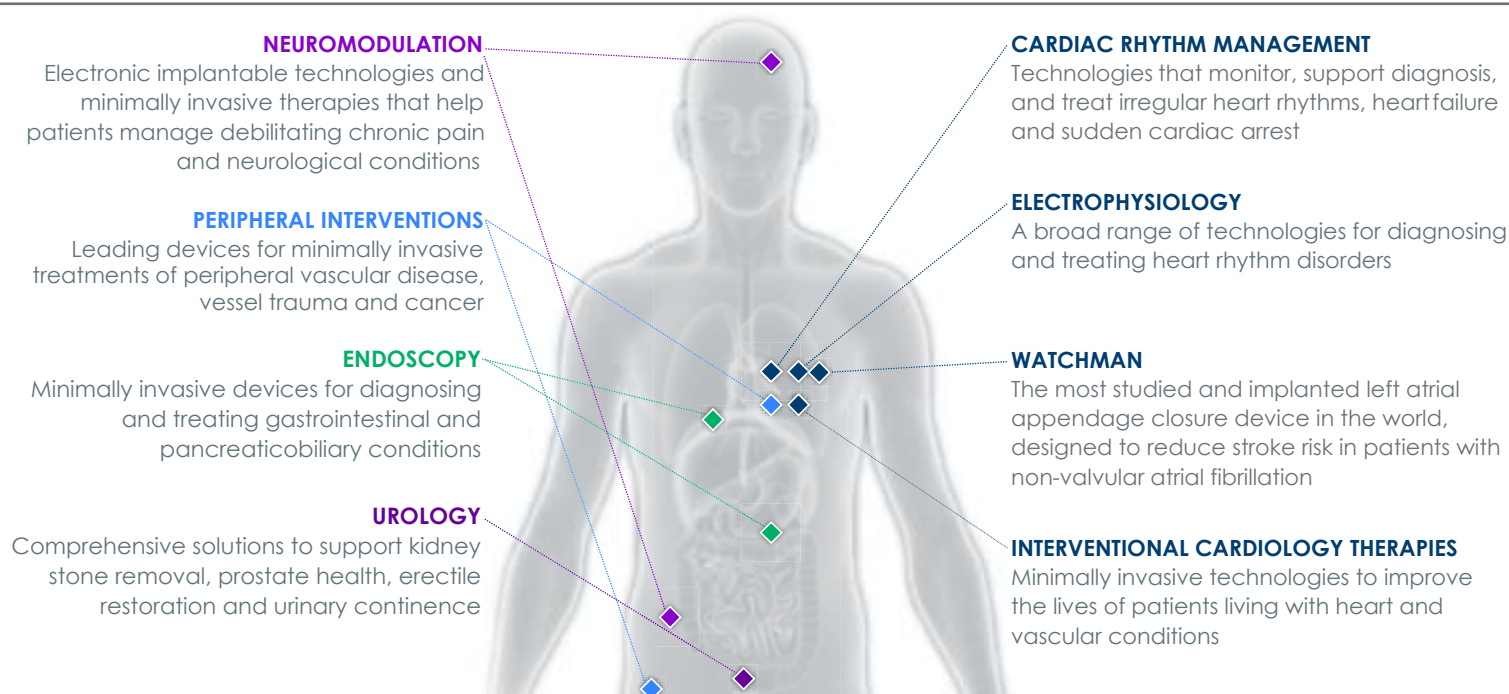 NEUROMODULATION
Electronic implantable technologies and
minimally invasive therapies that help
patients manage debilitating chronic pain
and neurological conditions
PERIPHERAL INTERVENTIONS
Leading devices for minimally invasive
treatments of peripheral vascular disease,
vessel trauma and cancer
ENDOSCOPY
Minimally invasive devices for diagnosing
and treating gastrointestinal and
pancreaticobiliary conditions
UROLOGY
Comprehensive solutions to support kidney
stone removal, prostate health, erectile
restoration and urinary continence
CARDIAC RHYTHM MANAGEMENT
Technologies that monitor, support diagnosis,
and treat irregular heart rhythms, heart failure
and sudden cardiac arrest
ELECTROPHYSIOLOGY
A broad range of technologies for diagnosing
and treating heart rhythm disorders
WATCHMAN
The most studied and implanted left atrial
appendage closure device in the world,
designed to reduce stroke risk in patients with
non-valvular atrial fibrillation
INTERVENTIONAL CARDIOLOGY THERAPIES
Minimally invasive technologies to improve
the lives of patients living with heart and
vascular conditions